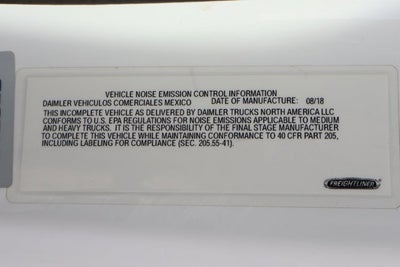 VEHICLE NOISE EMISSION CONTROL INFORMATION
DAIMLER VEHICULOS COMERCIALES MEXICO DATE OF MANUFACTURE: 08/18
THIS INCOMPLETE VEHICLE AS DELIVERED BY DAIMLER TRUCKS NORTH AMERICA LLC
CONFORMS TO U.S. EPA REGULATIONS FOR NOISE EMISSIONS APPLICABLE TO MEDIUM
AND HEAVY TRUCKS. IT IS THE RESPONSIBILITY OF THE FINAL STAGE MANUFACTURER
TO COMPLETE THIS VEHICLE WHILE MAINTAINING CONFORMANCE TO 40 CFR PART 205,
INCLUDING LABELING FOR COMPLIANCE (SEC. 205.55-41).
FREIGHTLINER